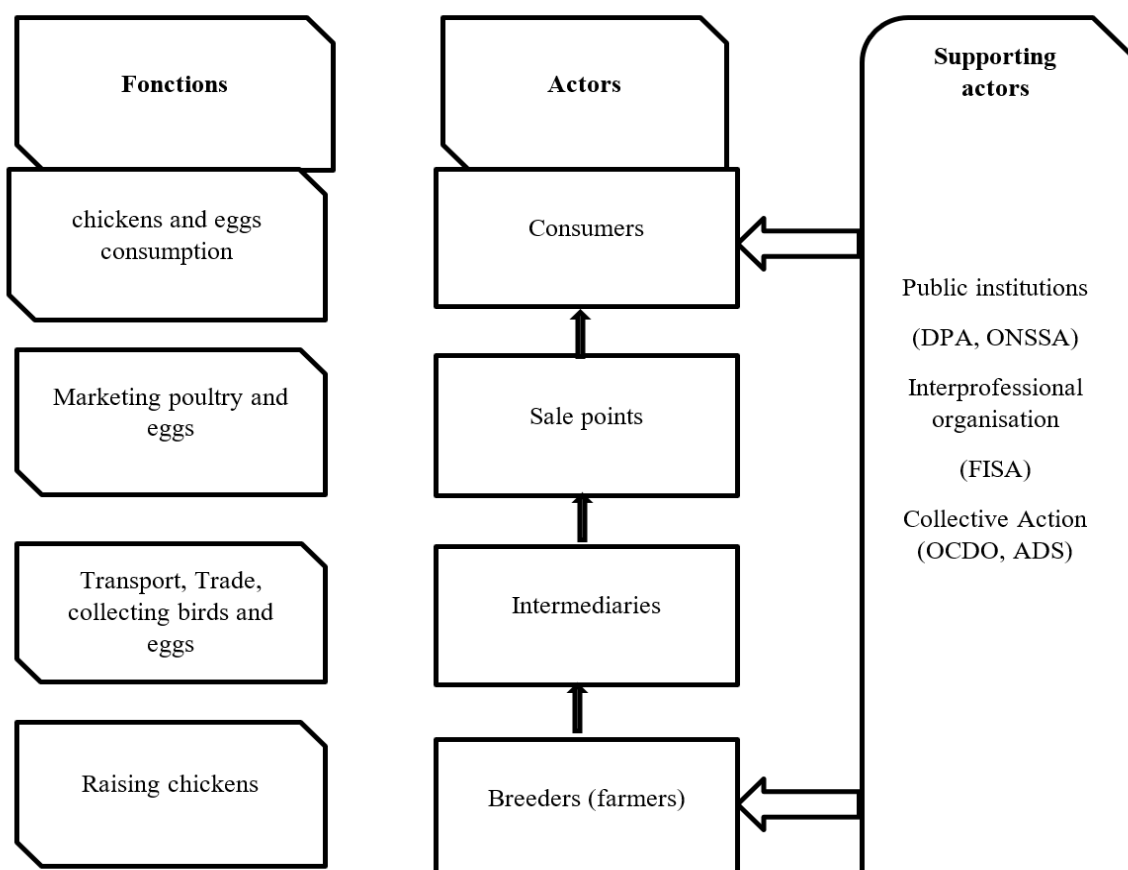 Fonctions
Actors
Supporting
actors
chickens and eggs
consumption
Consumers
Marketing poultry and
eggs
Sale points
Transport, Trade,
collecting birds and
eggs
Intermediaries
Raising chickens
Breeders (farmers)
Public institutions
(DPA, ONSSA)
Interprofessional
organisation
(FISA)
Collective Action
(OCDO, ADS)